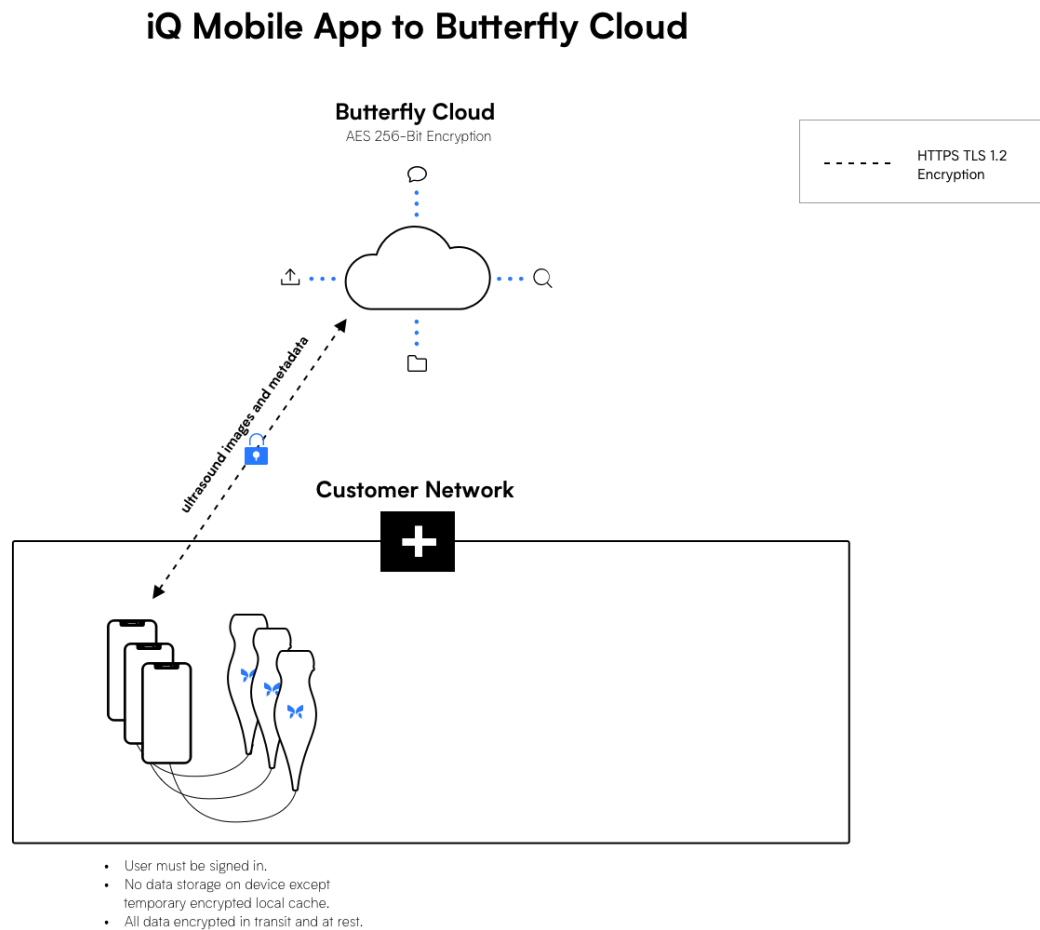 iQ Mobile App to Butterfly Cloud
Butterfly Cloud
AES 256-Bit Encryption
HTTPS TLS 1.2
Encryption
ultrasound images and metadata
Customer Network
• User must be signed in.
• No data storage on device except
temporary encrypted local cache.
• All data encrypted in transit and at rest.